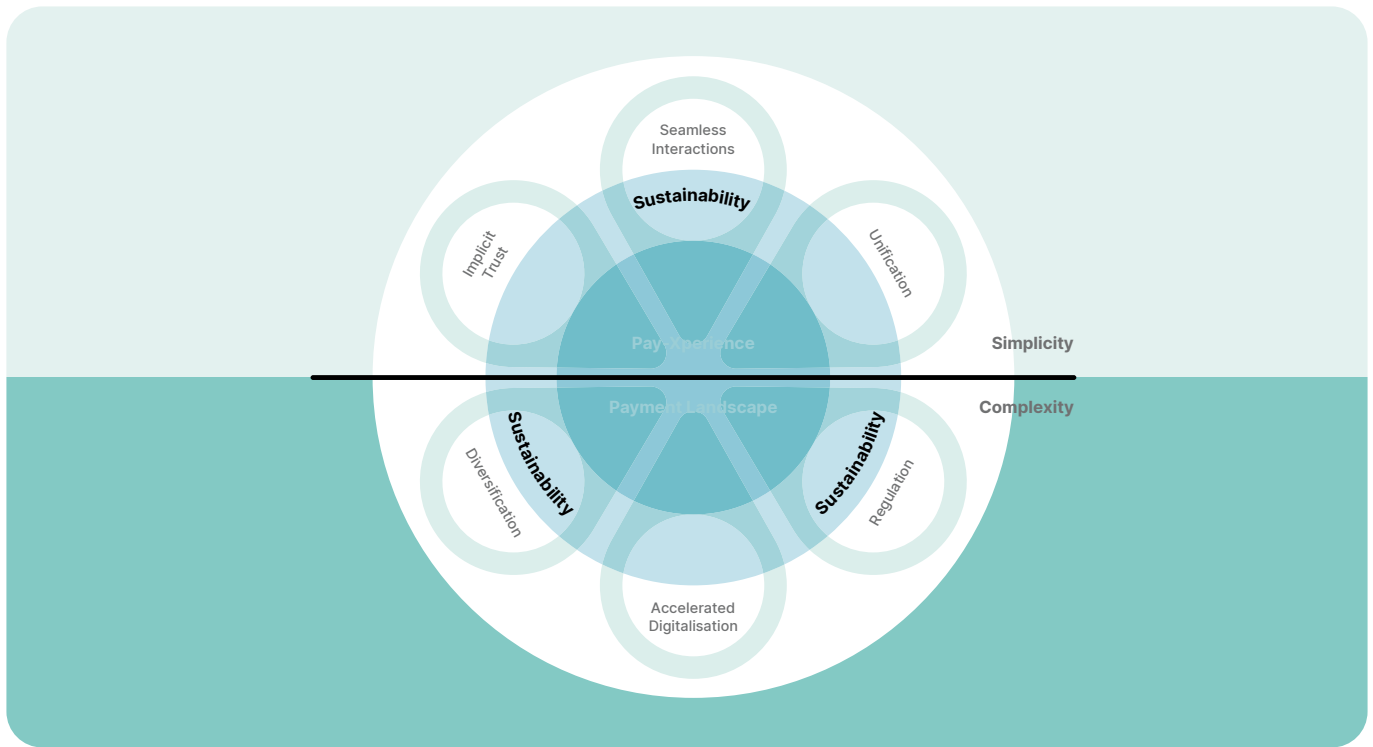 Seamless
Interactions
Sustainability
Implicit
Trust
Unification
Pay-Xperience
Simplicity
Payment Landscape
Complexity
Sustainability
Diversification
Sustainability
Regulation
Accelerated
Digitalisation